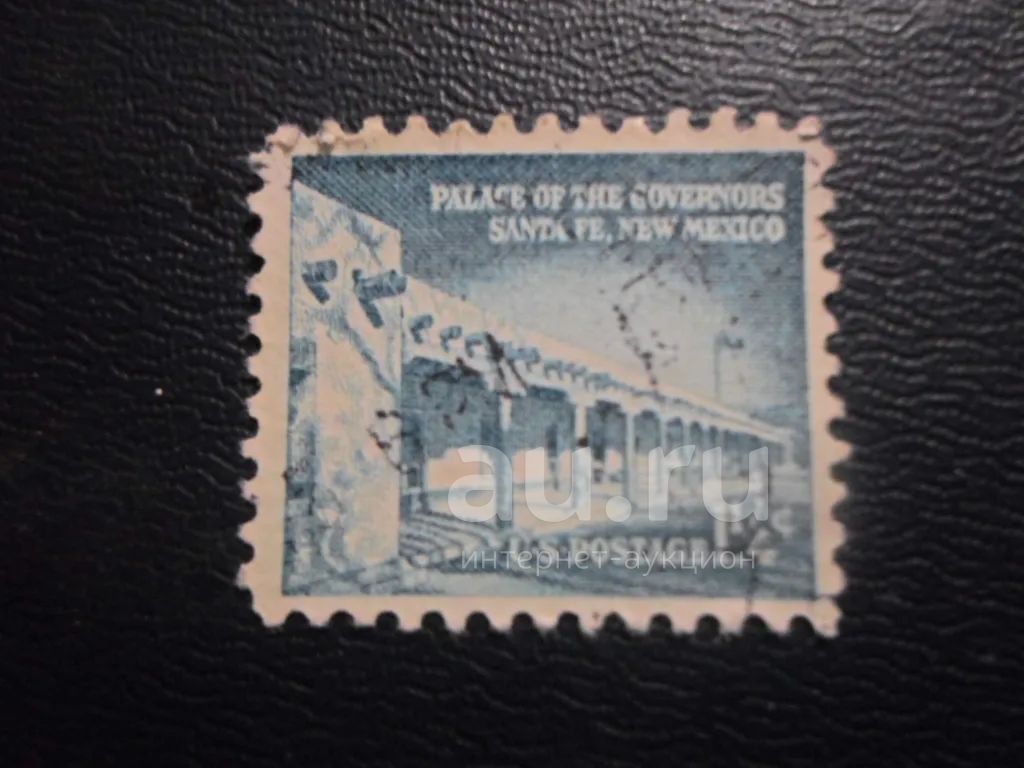 PALACE OF THE GOVERNORS
SANTA FE, NEW MEXICO
au.ru
U.S. POSTAGE
интернет-аукцион